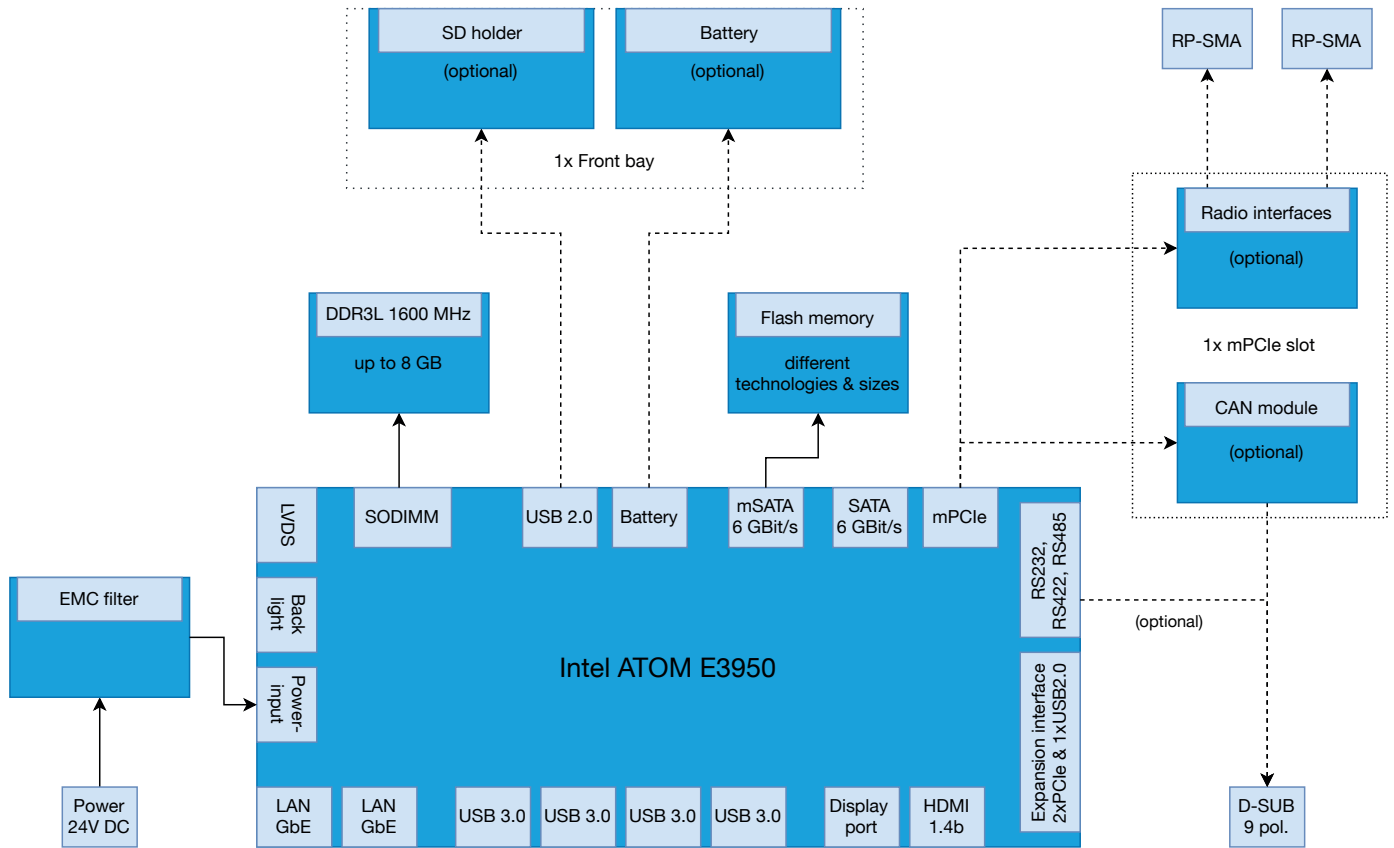 SD holder
(optional)
Battery
(optional)
1x Front bay
RP-SMA
RP-SMA
Radio interfaces
(optional)
1x mPCIe slot
CAN module
(optional)
DDR3L 1600 MHz
up to 8 GB
Flash memory
different
technologies & sizes
LVDS
SODIMM
USB 2.0
Battery
mSATA
6 GBit/s
SATA
6 GBit/s
mPCIe
RS232,
RS422, RS485
(optional)
EMC filter
Back
light
Power-
input
Intel ATOM E3950
Expansion interface
2xPCIe & 1xUSB2.0
Power
24V DC
LAN
GbE
LAN
GbE
USB 3.0
USB 3.0
USB 3.0
USB 3.0
Display
port
HDMI
1.4b
D-SUB
9 pol.